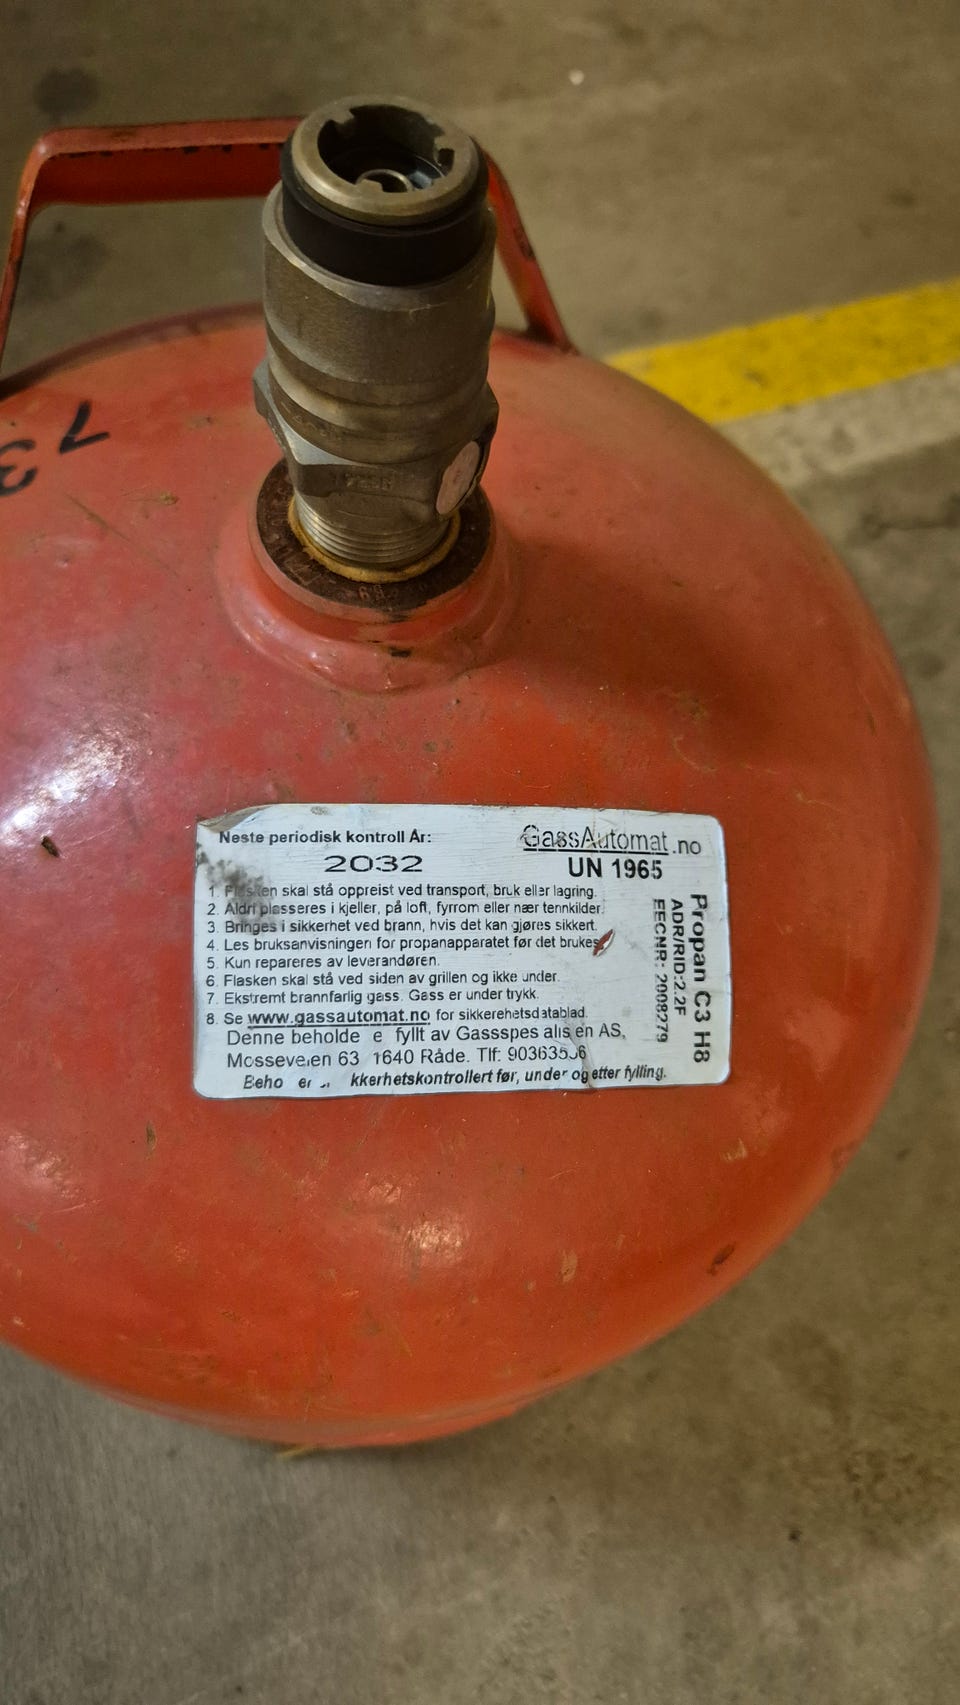 73
Neste periodisk kontroll År:
2032
GassAutomat.no
UN 1965
1. Flasken skal stå oppreist ved transport, bruk eller lagring.
2. Aldri plasseres i kjeller, på loft, fyrrom eller nær tennkilder.
3. Bringes i sikkerhet ved brann, hvis det kan gjøres sikkert.
4. Les bruksanvisningen for propanapparatet før det brukes
5. Kun repareres av leverandøren.
6. Flasken skal stå ved siden av grillen og ikke under.
7. Ekstremt brannfarlig gass. Gass er under trykk.
8. Se www.gassautomat.no for sikkerehetsdatablad.
Denne beholde e fyllt av Gassspes alis en AS,
Mosseveien 63 1640 Råde. Tlf:
Beho er kkerhetskontrollert før, under og etter fylling.
Propan C3 H8
ADR/RID:2.2F
EECNR: 2008279